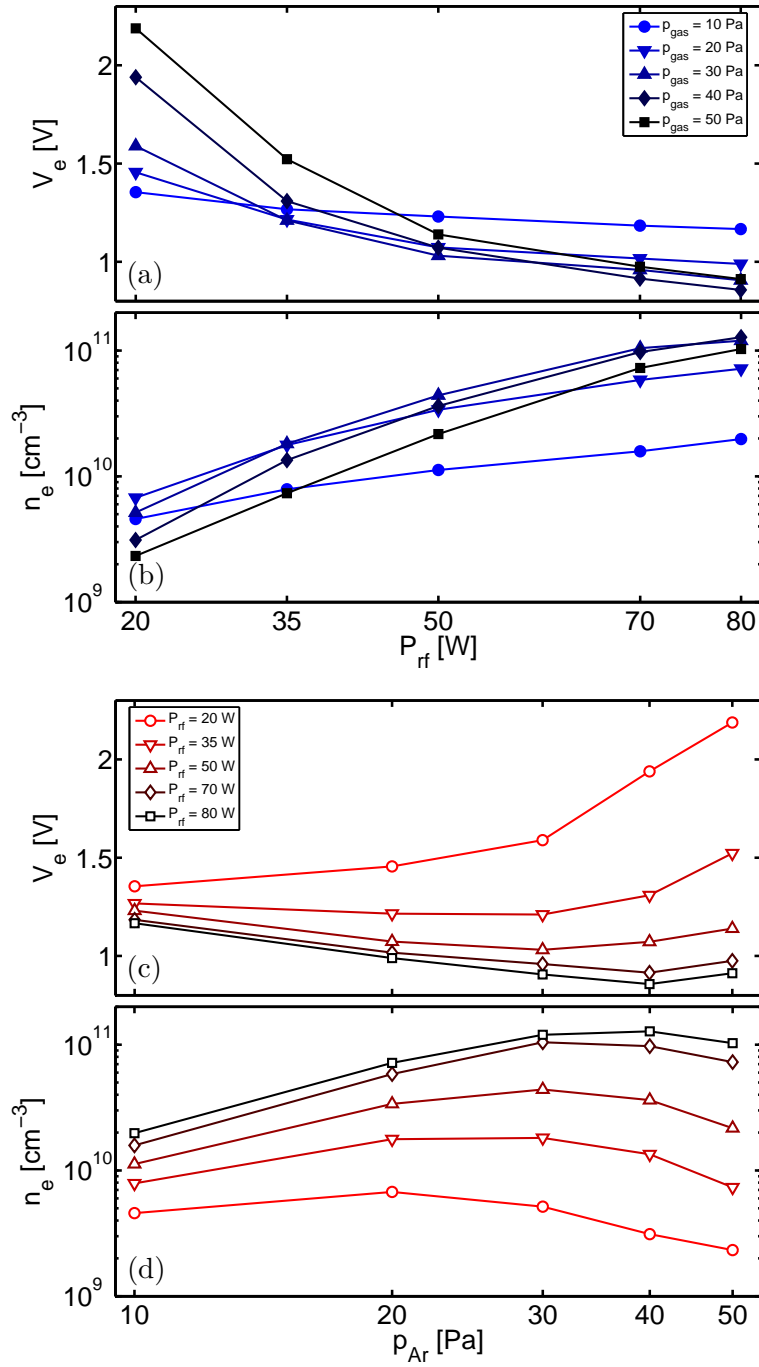 2
1.5
1
V_e [V]
p_gas = 10 Pa
p_gas = 20 Pa
p_gas = 30 Pa
p_gas = 40 Pa
p_gas = 50 Pa
(a)
10^11
10^10
10^9
n_e [cm^−3]
(b)
20 35 50 70 80
P_rf [W]
P_rf = 20 W
P_rf = 35 W
P_rf = 50 W
P_rf = 70 W
P_rf = 80 W
2
1.5
1
V_e [V]
(c)
10^11
10^10
10^9
n_e [cm^−3]
(d)
10 20 30 40 50
p_Ar [Pa]